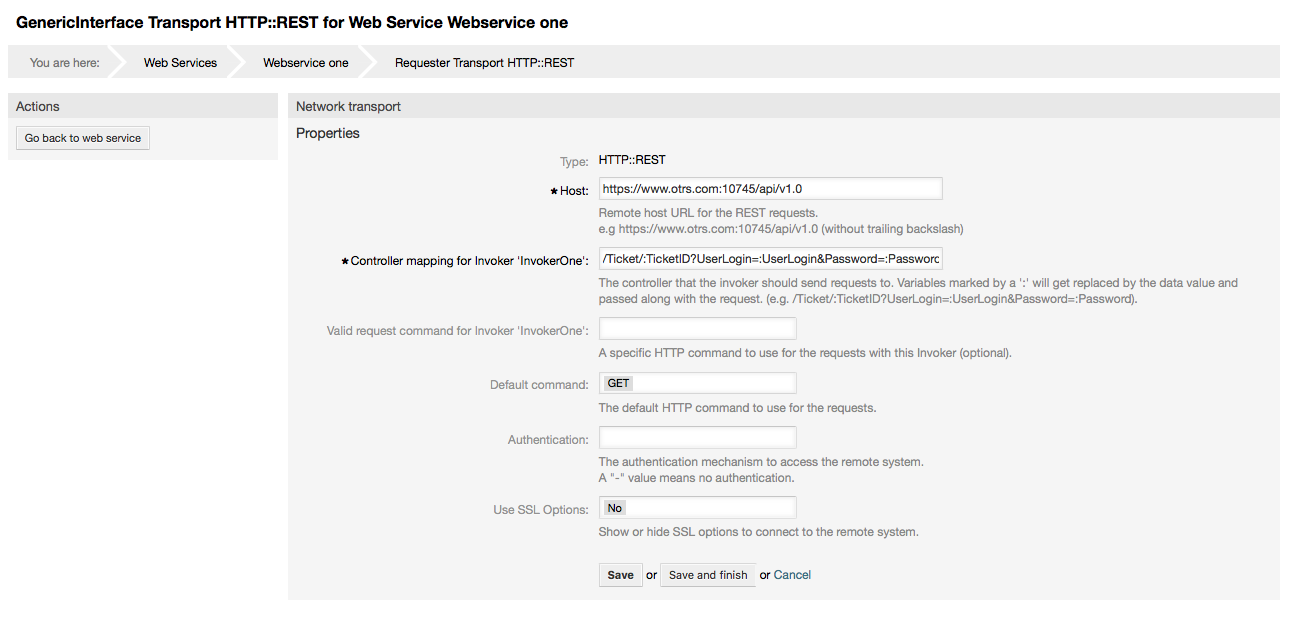 GenericInterface Transport HTTP::REST for Web Service Webservice one
You are here: Web Services Webservice one Requester Transport HTTP::REST
Actions
Go back to web service
Network transport
Properties
Type: HTTP::REST
★ Host: https://www.otrs.com:10745/api/v1.0
Remote host URL for the REST requests.
e.g https://www.otrs.com:10745/api/v1.0 (without trailing backslash)
★ Controller mapping for Invoker 'InvokerOne': /Ticket/:TicketID?UserLogin=:UserLogin&Password=:Password
The controller that the invoker should send requests to. Variables marked by a ':' will get replaced by the data value and
passed along with the request. (e.g. /Ticket/:TicketID?UserLogin=:UserLogin&Password=:Password).
Valid request command for Invoker 'InvokerOne':
A specific HTTP command to use for the requests with this Invoker (optional).
Default command: GET
The default HTTP command to use for the requests.
Authentication:
The authentication mechanism to access the remote system.
A "-" value means no authentication.
Use SSL Options: No
Show or hide SSL options to connect to the remote system.
Save or Save and finish or Cancel